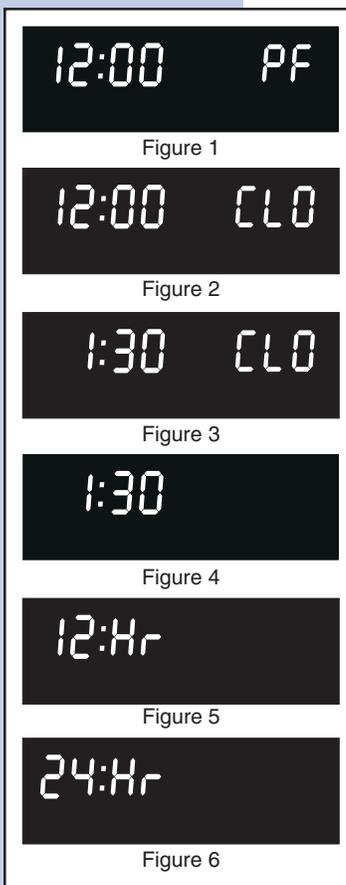 12:00 PF
Figure 1
12:00 CLO
Figure 2
1:30 CLO
Figure 3
1:30
Figure 4
12:Hr
Figure 5
24:Hr
Figure 6